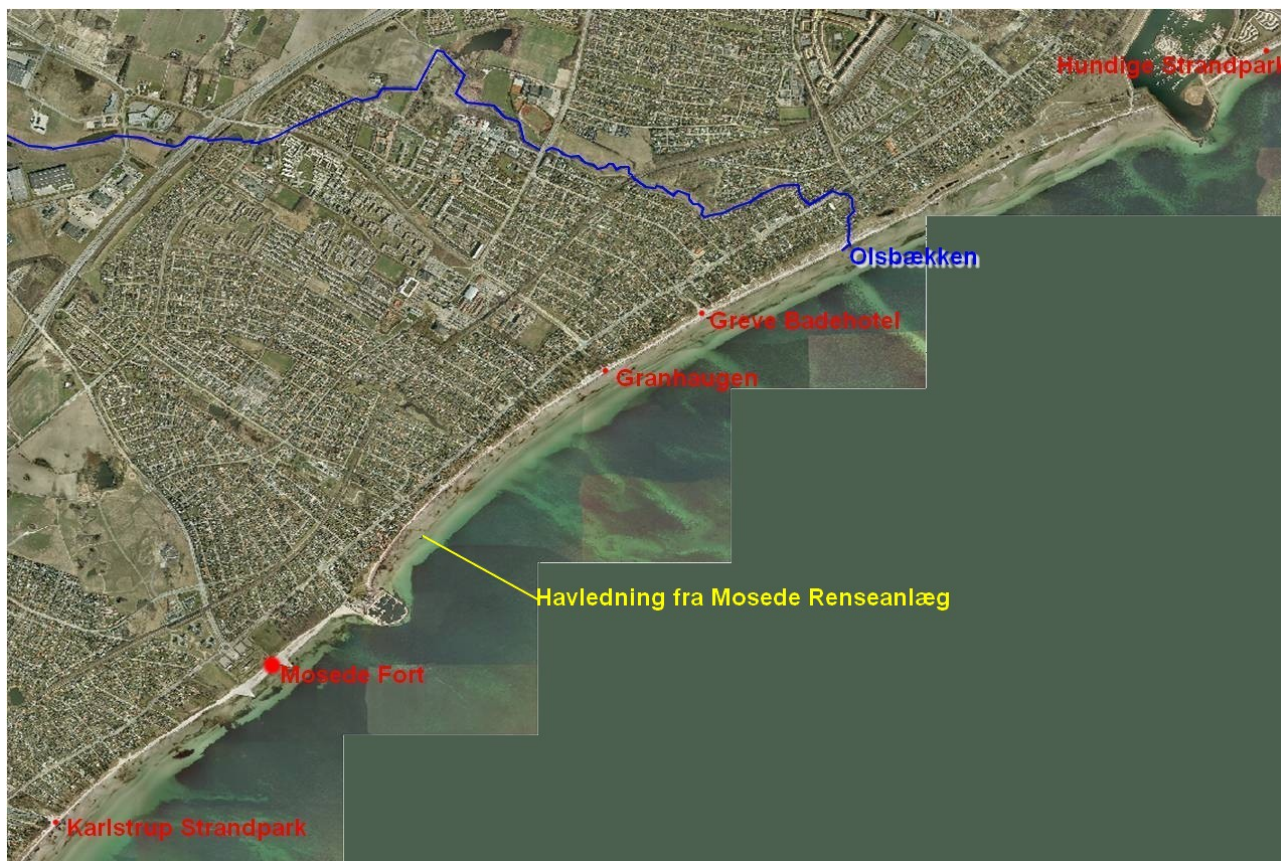 Hundige Strandpark
Olsbækken
Greve Badehotel
Granhaugen
Havledning fra Mosede Renseanlæg
Mosede Fort
Karlstrup Strandpark